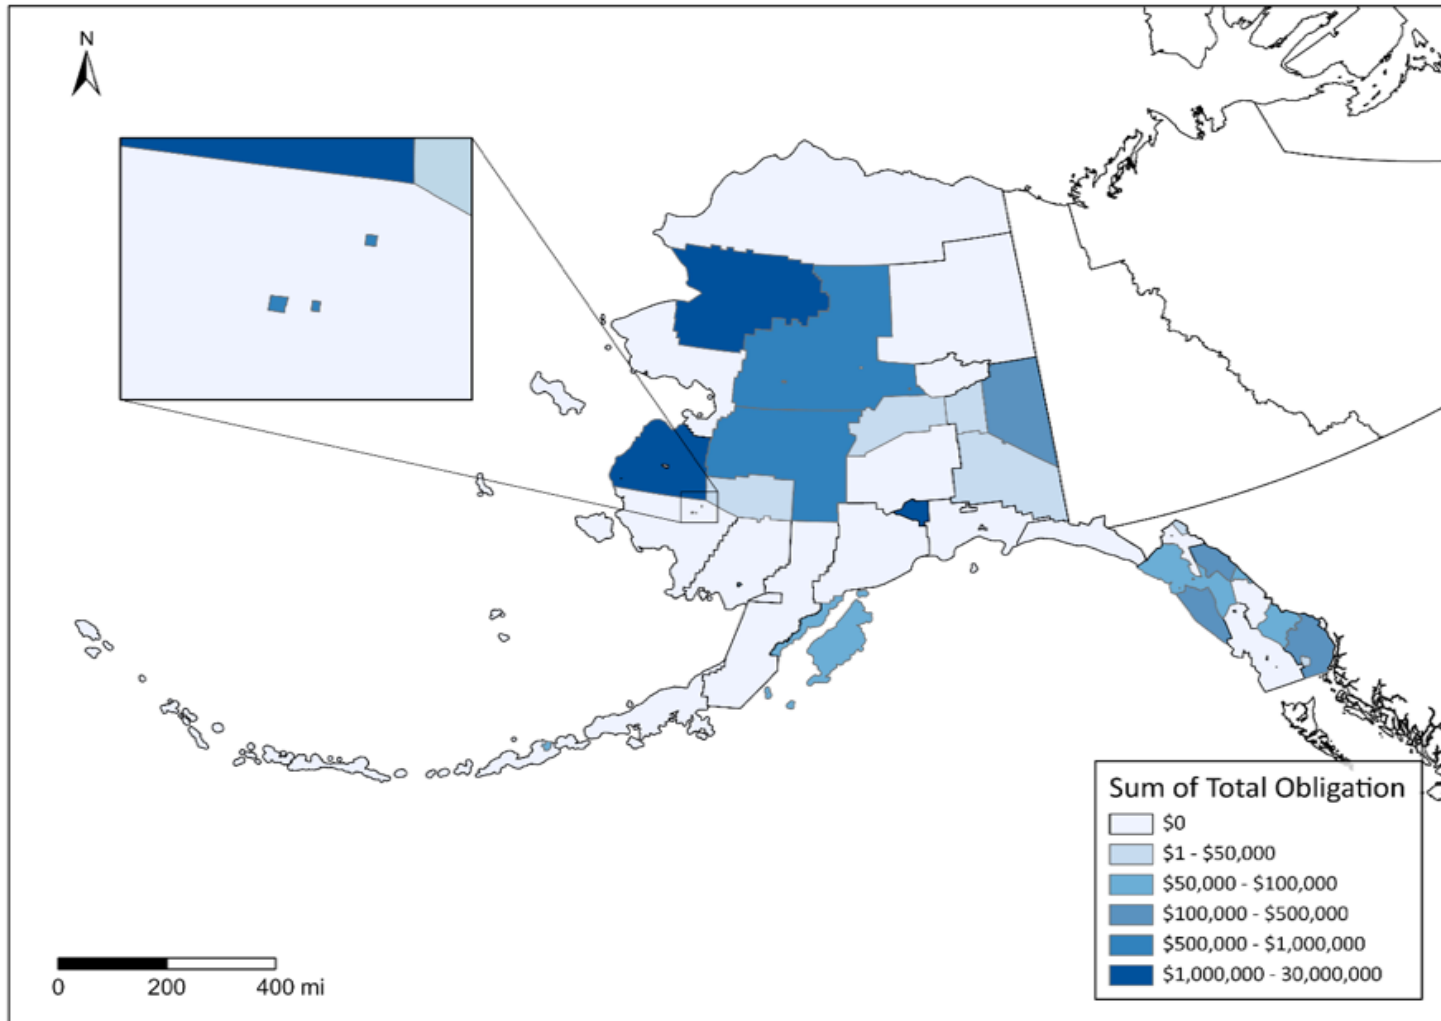 N
Sum of Total Obligation
$0
$1 - $50,000
$50,000 - $100,000
$100,000 - $500,000
$500,000 - $1,000,000
$1,000,000 - 30,000,000
0 200 400 mi